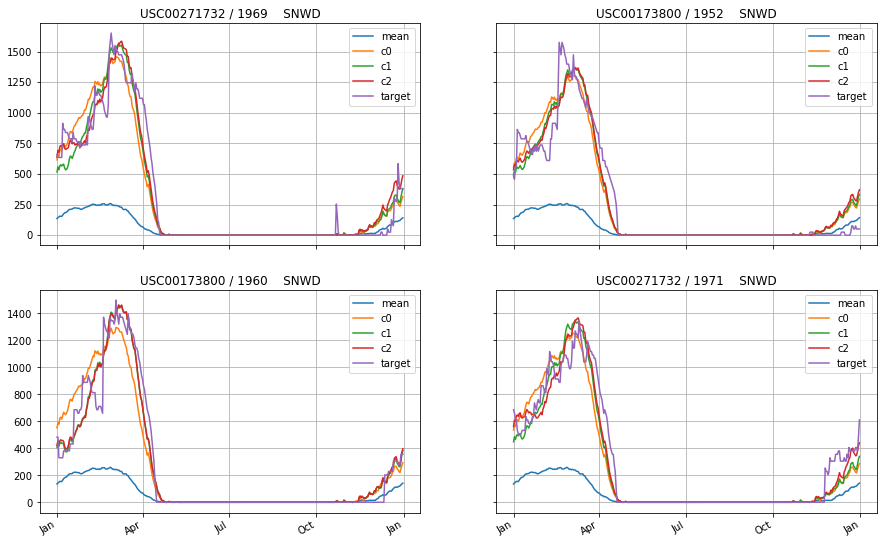 USC00271732 / 1969    SNWD
1500
1250
1000
750
500
250
0
mean
c0
c1
c2
target
USC00173800 / 1952    SNWD
mean
c0
c1
c2
target
USC00173800 / 1960    SNWD
1400
1200
1000
800
600
400
200
0
mean
c0
c1
c2
target
Jan
Apr
Jul
Oct
Jan
USC00271732 / 1971    SNWD
mean
c0
c1
c2
target
Jan
Apr
Jul
Oct
Jan